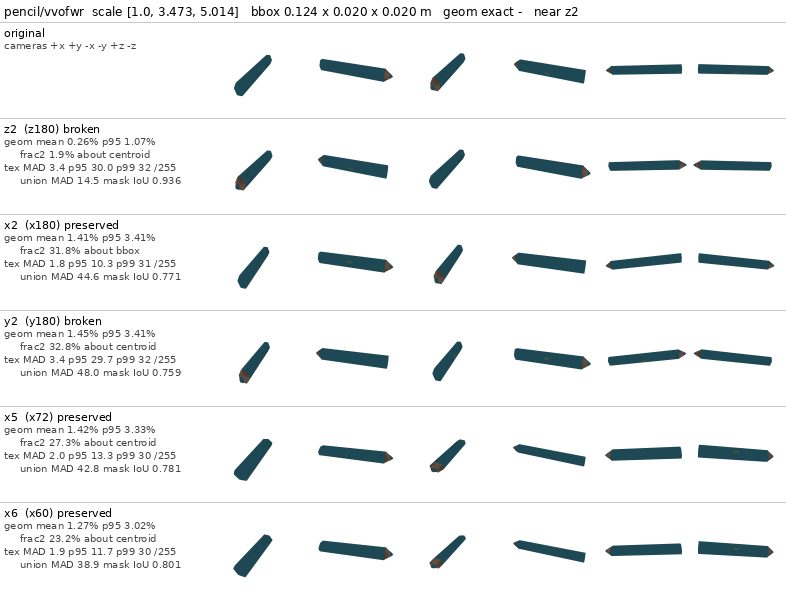 pencil/vvofwr scale [1.0, 3.473, 5.014] bbox 0.124 x 0.020 x 0.020 m geom exact - near z2
original
cameras +x +y -x -y +z -z
z2 (z180) broken
geom mean 0.26% p95 1.07%
frac2 1.9% about centroid
tex MAD 3.4 p95 30.0 p99 32 /255
union MAD 14.5 mask IoU 0.936
x2 (x180) preserved
geom mean 1.41% p95 3.41%
frac2 31.8% about bbox
tex MAD 1.8 p95 10.3 p99 31 /255
union MAD 44.6 mask IoU 0.771
y2 (y180) broken
geom mean 1.45% p95 3.41%
frac2 32.8% about centroid
tex MAD 3.4 p95 29.7 p99 32 /255
union MAD 48.0 mask IoU 0.759
x5 (x72) preserved
geom mean 1.42% p95 3.33%
frac2 27.3% about centroid
tex MAD 2.0 p95 13.3 p99 30 /255
union MAD 42.8 mask IoU 0.781
x6 (x60) preserved
geom mean 1.27% p95 3.02%
frac2 23.2% about centroid
tex MAD 1.9 p95 11.7 p99 30 /255
union MAD 38.9 mask IoU 0.801